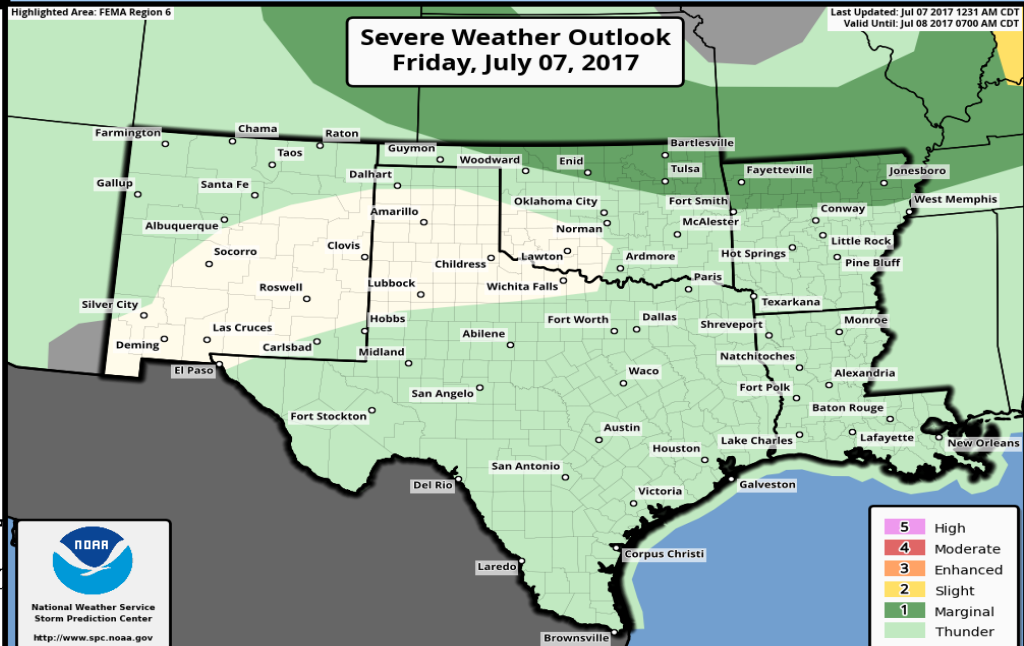 Highlighted Area: FEMA Region 6
Last Updated: Jul 07 2017 1231 AM CDT
Valid Until: Jul 08 2017 0700 AM CDT
Severe Weather Outlook
Friday, July 07, 2017
Farmington
Chama
Raton
Guymon
Woodward
Enid
Bartlesville
Taos
Dalhart
Tulsa
Fayetteville
Jonesboro
Gallup
Santa Fe
Oklahoma City
Fort Smith
West Memphis
Albuquerque
Amarillo
Norman
McAlester
Conway
Socorro
Clovis
Childress
Lawton
Ardmore
Hot Springs
Little Rock
Pine Bluff
Roswell
Lubbock
Wichita Falls
Paris
Silver City
Texarkana
Las Cruces
Hobbs
Abilene
Fort Worth
Dallas
Shreveport
Monroe
Deming
Carlsbad
Midland
Natchitoches
El Paso
San Angelo
Waco
Fort Polk
Alexandria
Fort Stockton
Austin
Baton Rouge
Houston
Lake Charles
Lafayette
New Orleans
Del Rio
San Antonio
Victoria
Galveston
Laredo
Corpus Christi
Brownsville
NOAA
National Weather Service
Storm Prediction Center
http://www.spc.noaa.gov
5 High
4 Moderate
3 Enhanced
2 Slight
1 Marginal
Thunder